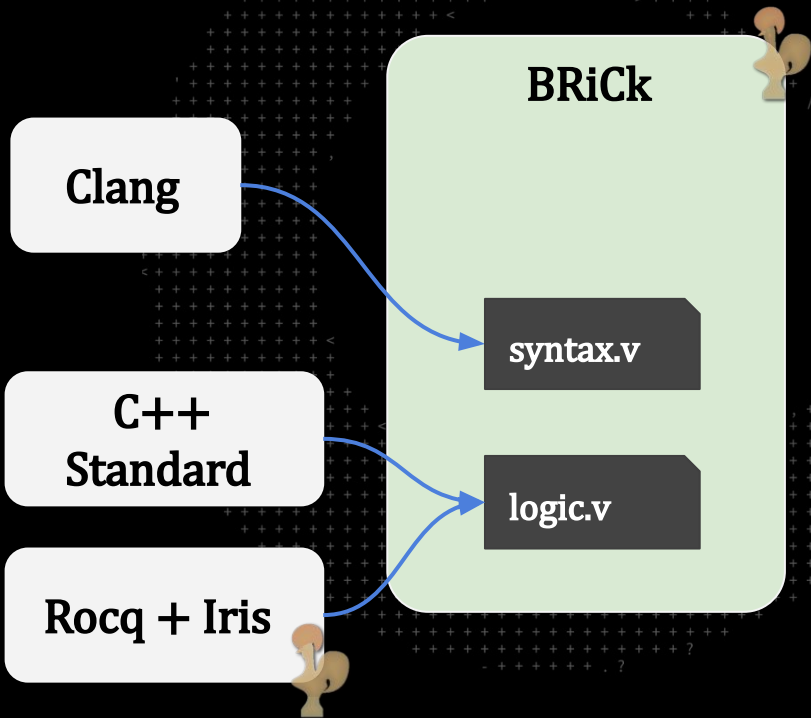 BRiCk
Clang
syntax.v
C++
Standard
logic.v
Rocq + Iris